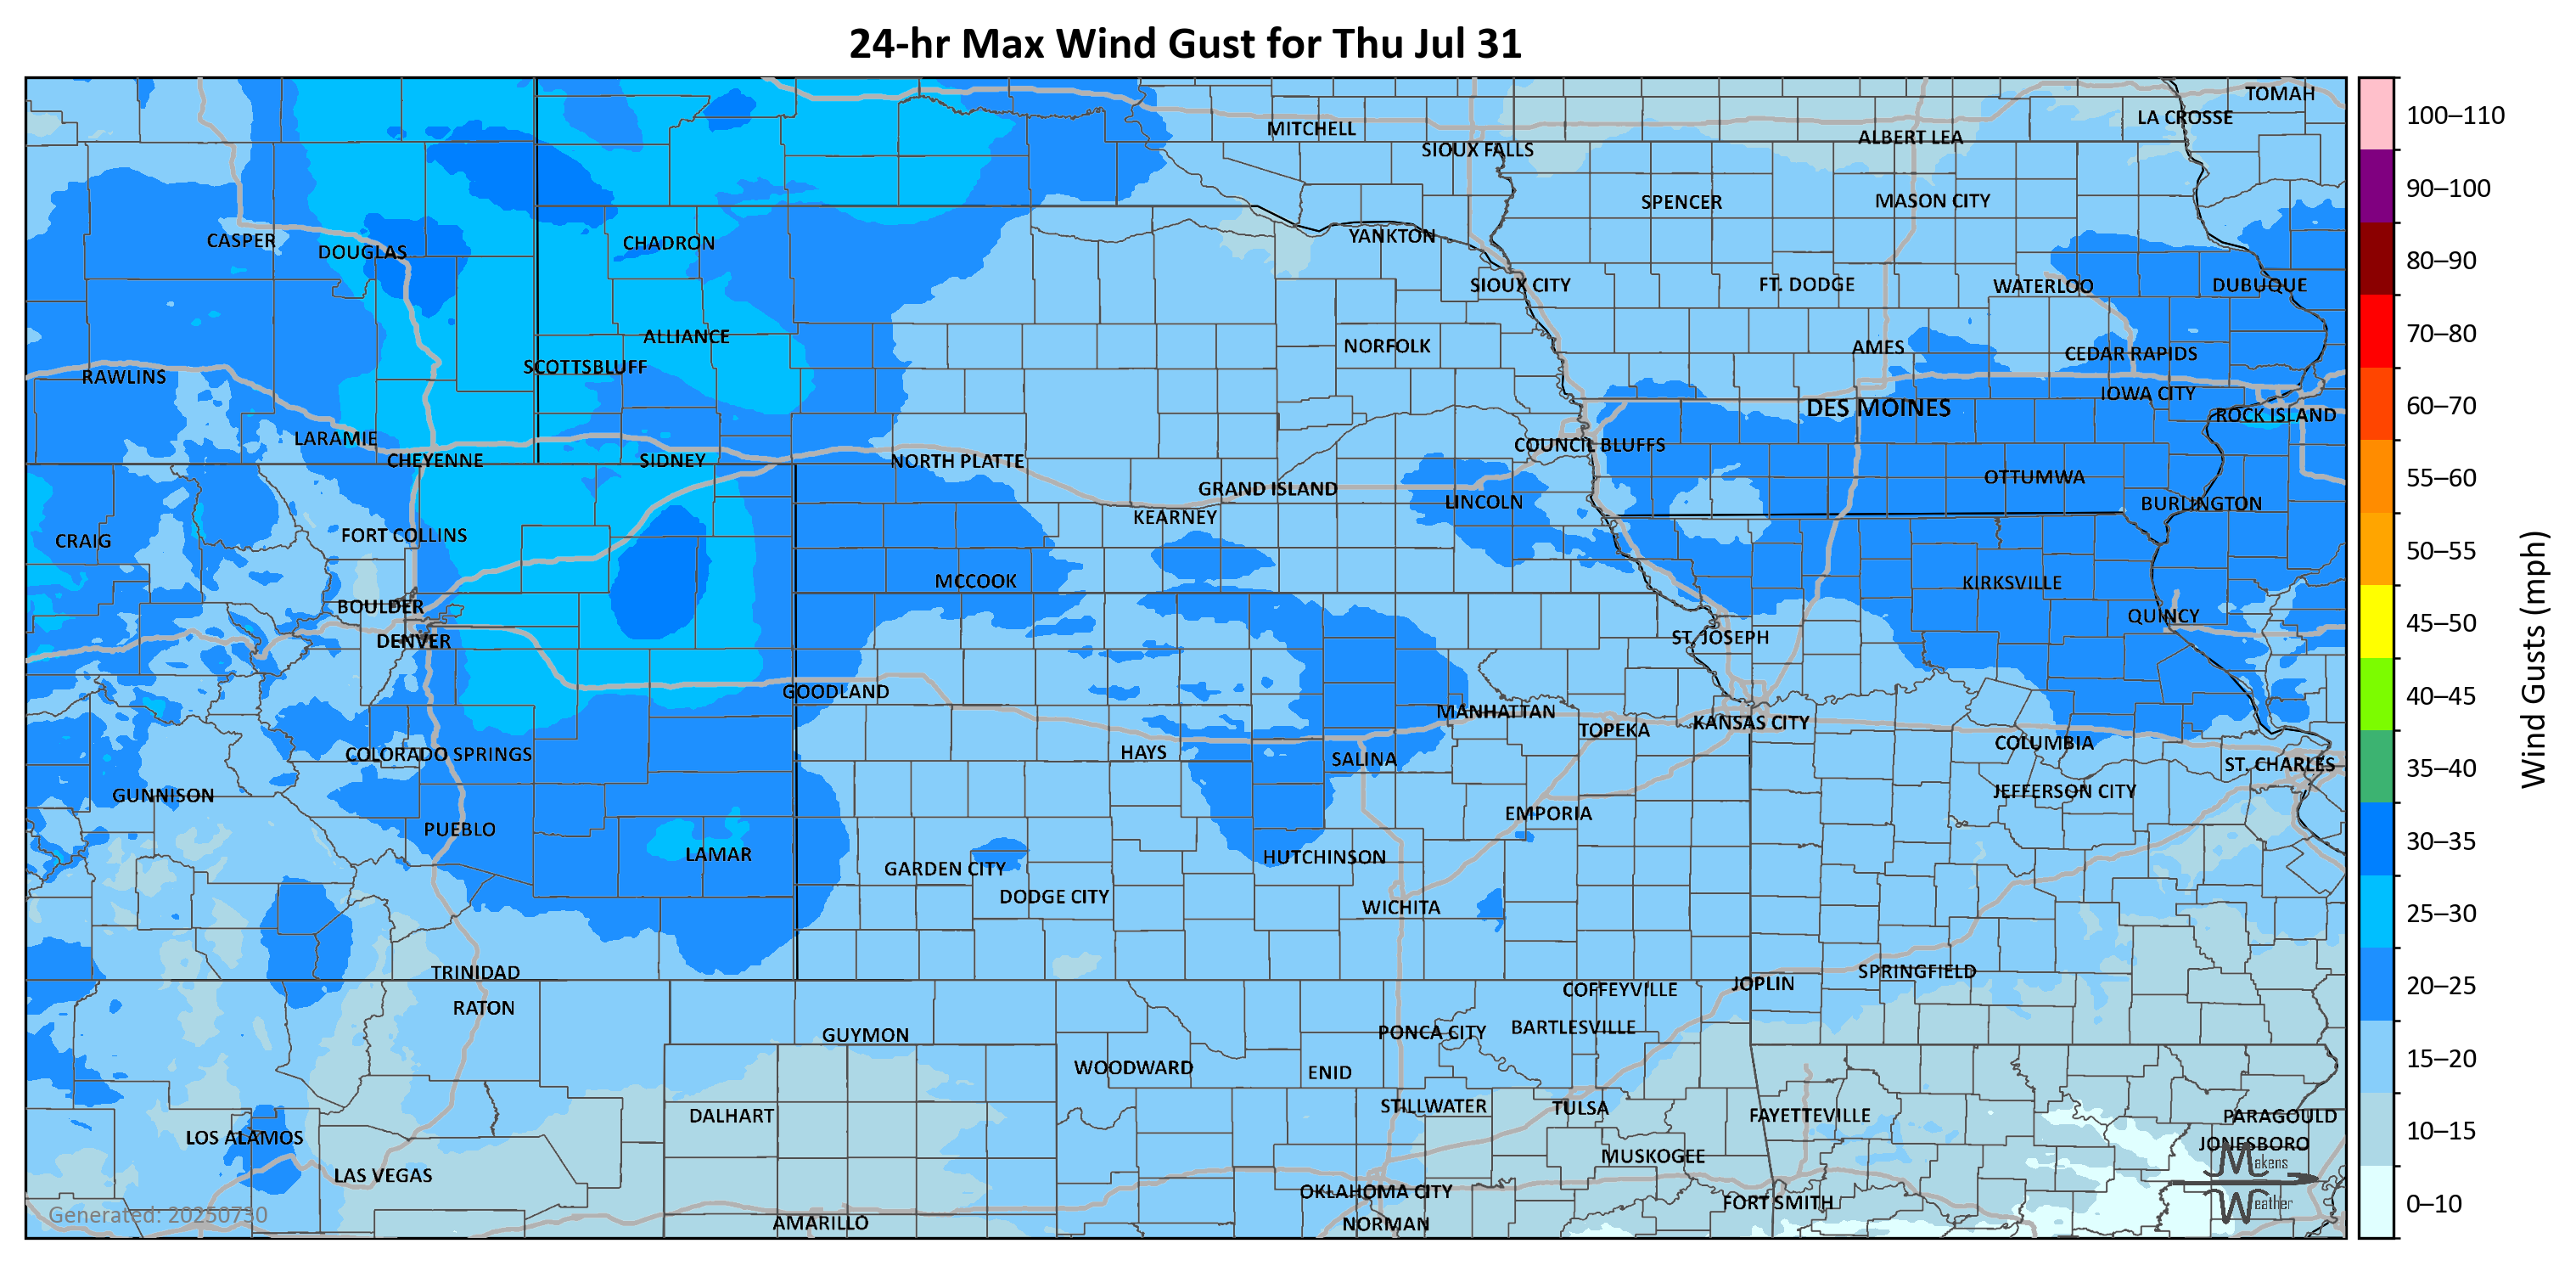 24-hr Max Wind Gust for Thu Jul 31
TOMAH
LA CROSSE
MITCHELL
ALBERT LEA
SIOUX FALLS
SPENCER
MASON CITY
YANKTON
CASPER
DOUGLAS
CHADRON
SIOUX CITY
FT. DODGE
WATERLOO
DUBUQUE
ALLIANCE
NORFOLK
AMES
CEDAR RAPIDS
SCOTTSBLUFF
RAWLINS
IOWA CITY
DES MOINES
ROCK ISLAND
LARAMIE
COUNCIL BLUFFS
CHEYENNE
SIDNEY
NORTH PLATTE
OTTUMWA
GRAND ISLAND
LINCOLN
BURLINGTON
KEARNEY
FORT COLLINS
CRAIG
MCCOOK
KIRKSVILLE
BOULDER
QUINCY
DENVER
ST. JOSEPH
GOODLAND
MANHATTAN
TOPEKA
KANSAS CITY
COLUMBIA
COLORADO SPRINGS
HAYS
SALINA
ST. CHARLES
GUNNISON
JEFFERSON CITY
EMPORIA
PUEBLO
LAMAR
HUTCHINSON
GARDEN CITY
DODGE CITY
WICHITA
TRINIDAD
SPRINGFIELD
JOPLIN
COFFEYVILLE
RATON
GUYMON
PONCA CITY
BARTLESVILLE
WOODWARD
ENID
STILLWATER
TULSA
DALHART
FAYETTEVILLE
PARAGOULD
LOS ALAMOS
JONESBORO
MUSKOGEE
LAS VEGAS
OKLAHOMA CITY
FORT SMITH
AMARILLO
NORMAN
Generated: 20250730
Makens
Weather
100–110
90–100
80–90
70–80
60–70
55–60
50–55
45–50
40–45
35–40
30–35
25–30
20–25
15–20
10–15
0–10
Wind Gusts (mph)